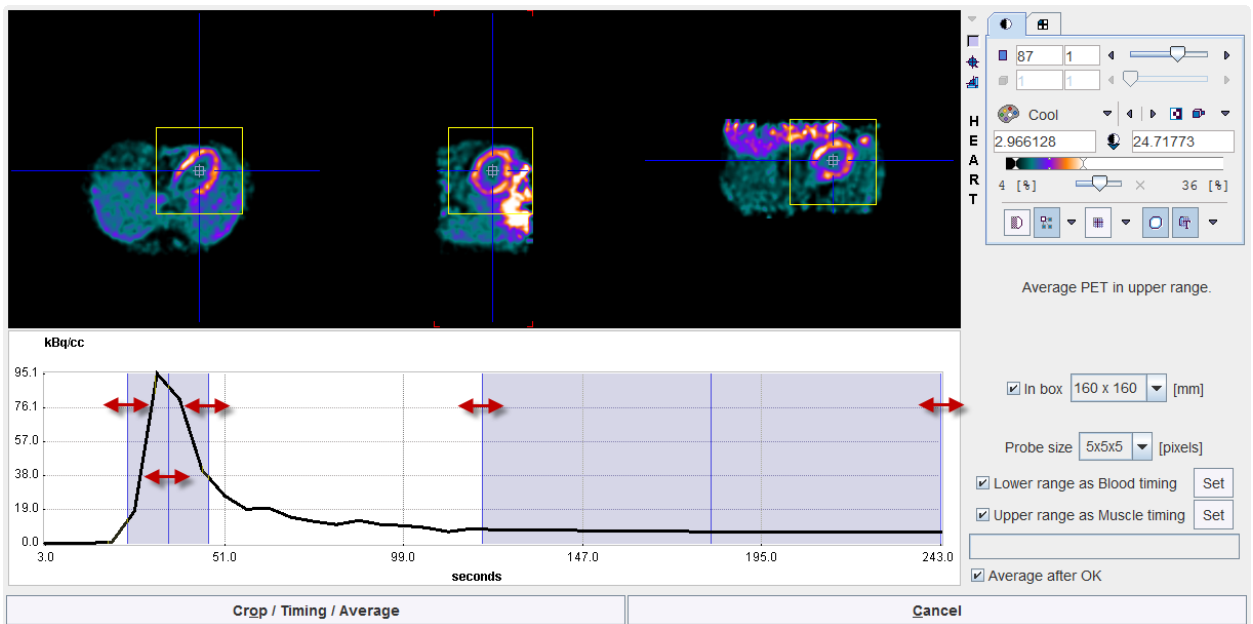 87 1
1 1
Cool
2.966128 24.71773
4 [%] 36 [%]
H
E
A
R
T
Average PET in upper range.
kBq/cc
95.1
76.1
57.0
38.0
19.0
0.0
3.0 51.0 99.0 147.0 195.0 243.0
seconds
In box 160 x 160 [mm]
Probe size 5x5x5 [pixels]
Lower range as Blood timing Set
Upper range as Muscle timing Set
Average after OK
Crop / Timing / Average Cancel